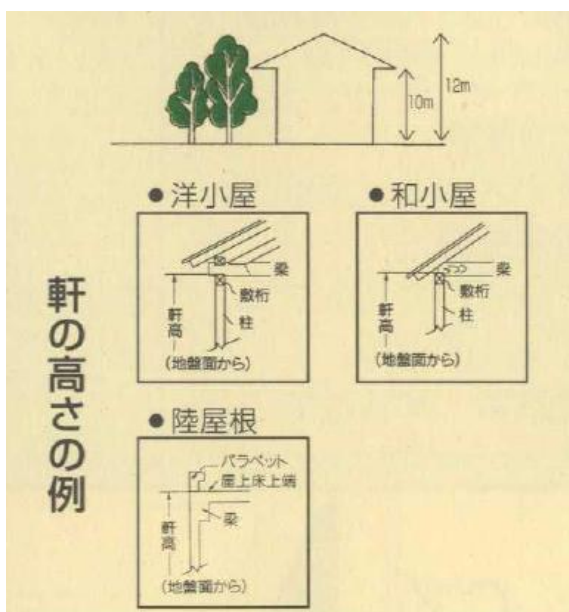 12m
10m
●洋小屋
梁
敷桁
柱
軒高
(地盤面から)
●和小屋
梁
敷桁
柱
軒高
(地盤面から)
軒の高さの例
●陸屋根
パラペット
屋上床上端
梁
軒高
(地盤面から)